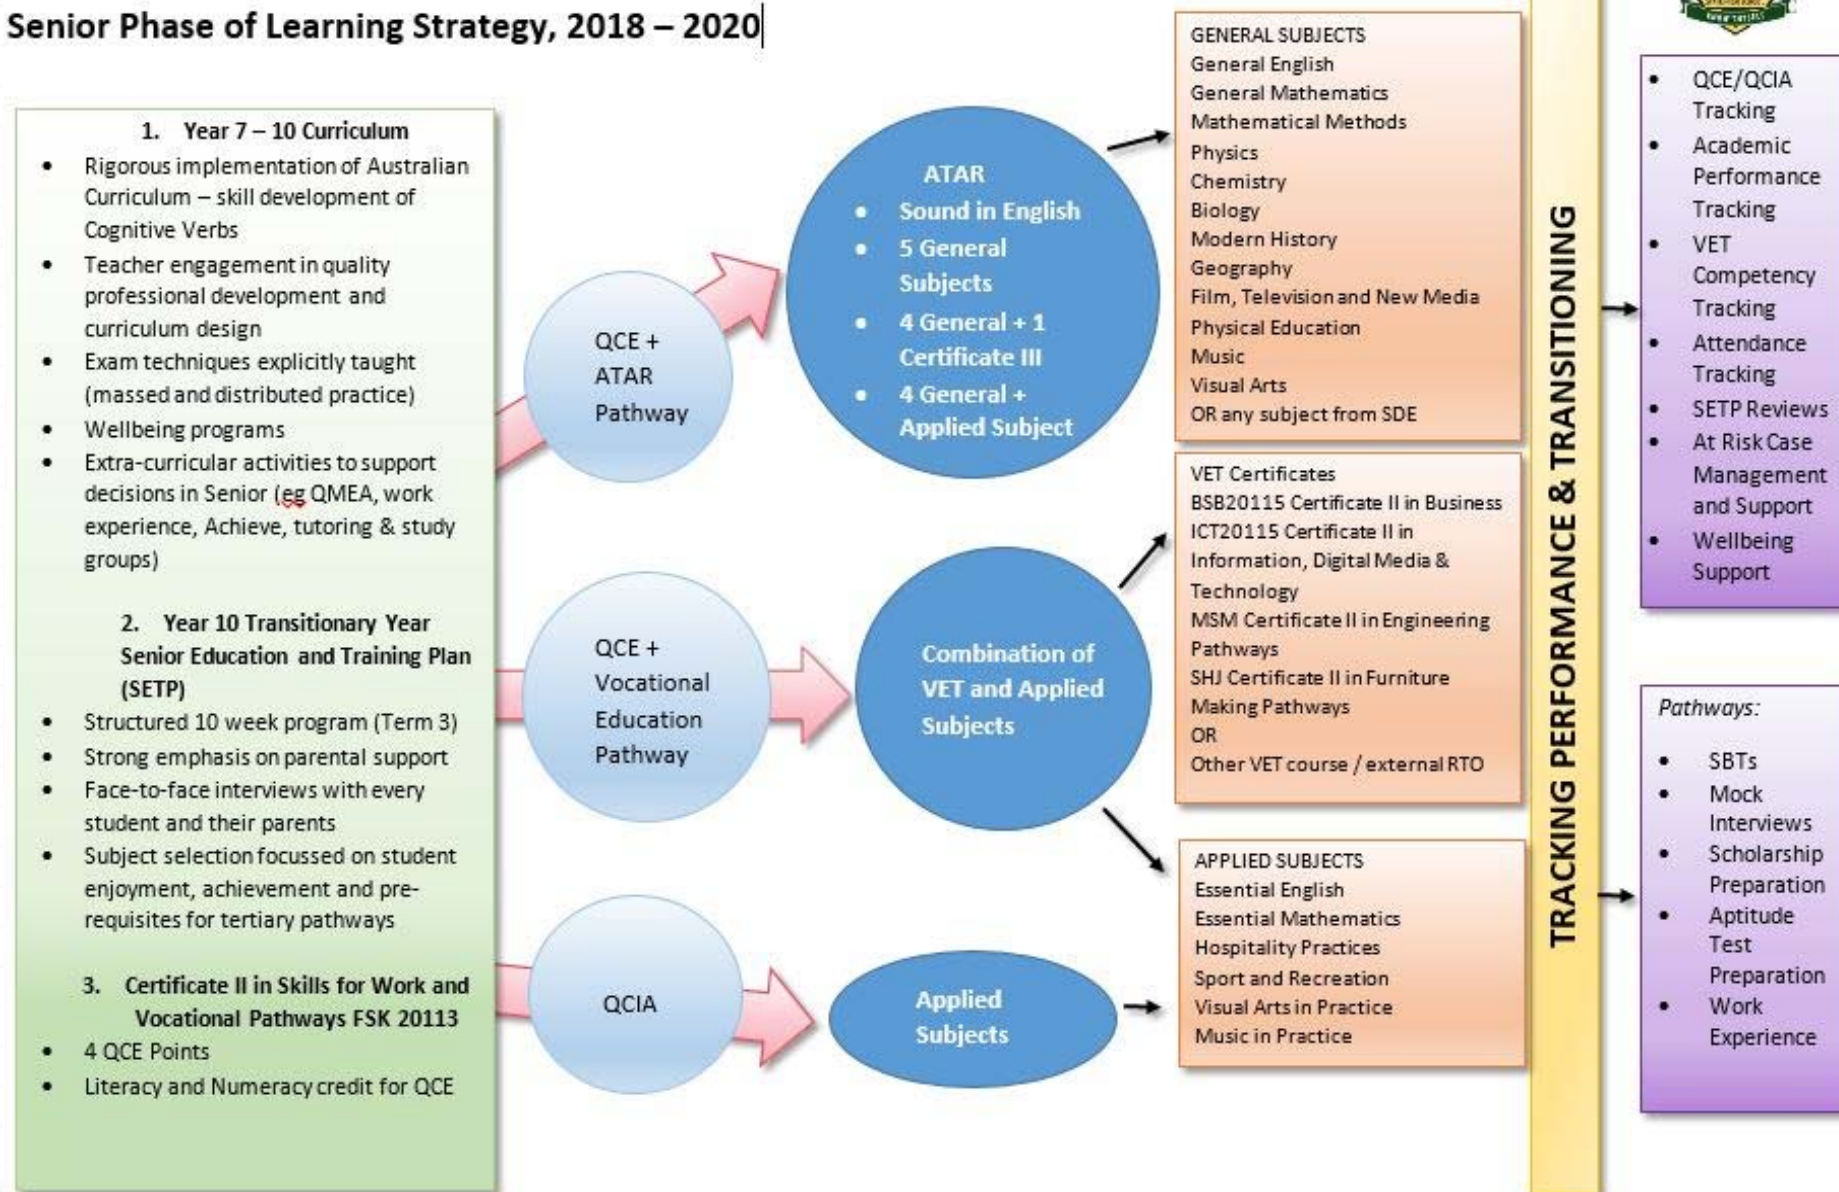 Senior Phase of Learning Strategy, 2018 – 2020
1. Year 7 – 10 Curriculum
• Rigorous implementation of Australian
Curriculum – skill development of
Cognitive Verbs
• Teacher engagement in quality
professional development and
curriculum design
• Exam techniques explicitly taught
(massed and distributed practice)
• Wellbeing programs
• Extra-curricular activities to support
decisions in Senior (eg QMEA, work
experience, Achieve, tutoring & study
groups)
2. Year 10 Transitionary Year
Senior Education and Training Plan
(SETP)
• Structured 10 week program (Term 3)
• Strong emphasis on parental support
• Face-to-face interviews with every
student and their parents
• Subject selection focussed on student
enjoyment, achievement and pre-
requisites for tertiary pathways
3. Certificate II in Skills for Work and
Vocational Pathways FSK 20113
• 4 QCE Points
• Literacy and Numeracy credit for QCE
QCE +
ATAR
Pathway
QCE +
Vocational
Education
Pathway
QCIA
ATAR
• Sound in English
• 5 General
Subjects
• 4 General + 1
Certificate III
• 4 General +
Applied Subject
Combination of
VET and Applied
Subjects
Applied
Subjects
GENERAL SUBJECTS
General English
General Mathematics
Mathematical Methods
Physics
Chemistry
Biology
Modern History
Geography
Film, Television and New Media
Physical Education
Music
Visual Arts
OR any subject from SDE
VET Certificates
BSB20115 Certificate II in Business
ICT20115 Certificate II in
Information, Digital Media &
Technology
MSM Certificate II in Engineering
Pathways
SHJ Certificate II in Furniture
Making Pathways
OR
Other VET course / external RTO
APPLIED SUBJECTS
Essential English
Essential Mathematics
Hospitality Practices
Sport and Recreation
Visual Arts in Practice
Music in Practice
TRACKING PERFORMANCE & TRANSITIONING
• QCE/QCIA
Tracking
• Academic
Performance
Tracking
• VET
Competency
Tracking
• Attendance
Tracking
• SETP Reviews
• At Risk Case
Management
and Support
• Wellbeing
Support
Pathways:
• SBTs
• Mock
Interviews
• Scholarship
Preparation
• Aptitude
Test
Preparation
• Work
Experience